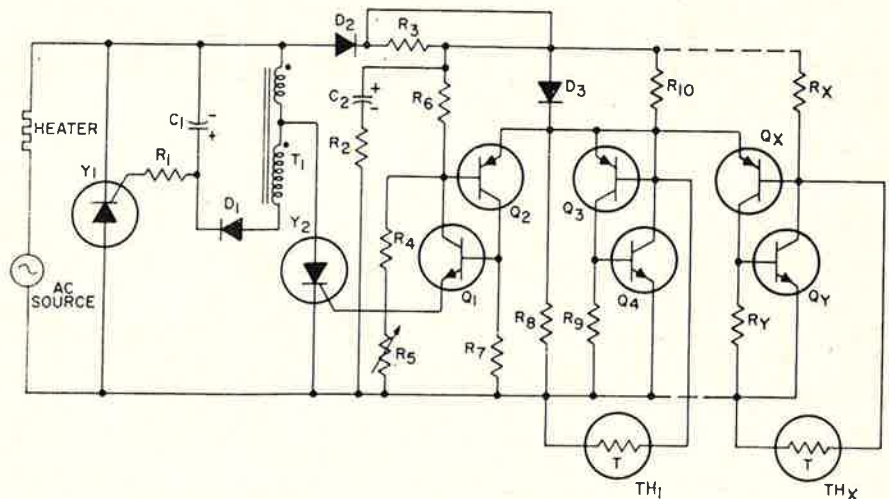 D2
R3
C1
- +
T1
C2
+ -
R6
D3
R10
RX
HEATER
R1
R2
Y1
D1
Y2
Q2
Q3
QX
R4
Q1
Q4
QY
AC
SOURCE
R5
R7
R8
R9
RY
T
TH1
T
THX